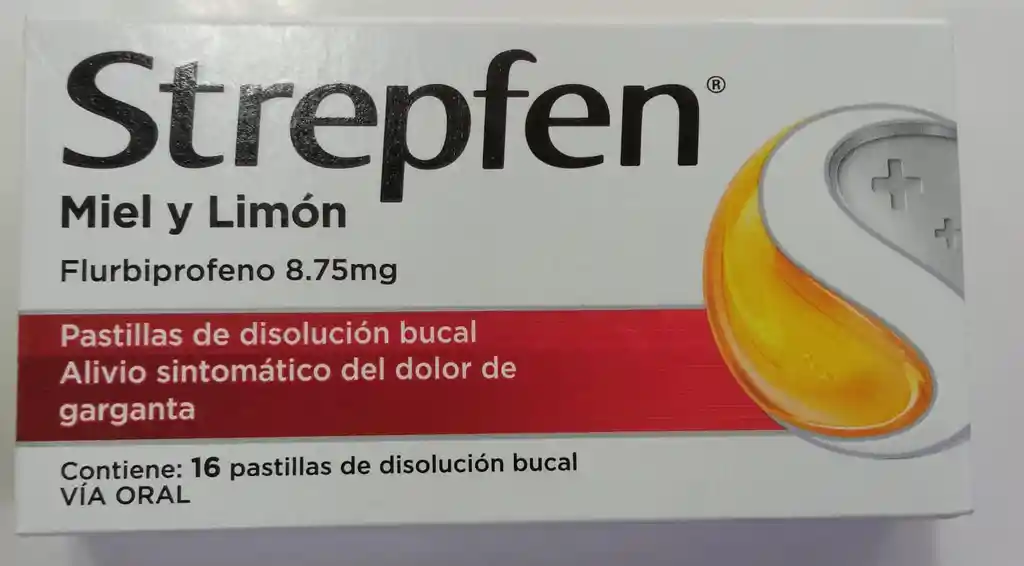 Strepfen®
Miel y Limón
Flurbiprofeno 8.75mg
Pastillas de disolución bucal
Alivio sintomático del dolor de
garganta
Contiene: 16 pastillas de disolución bucal
VÍA ORAL